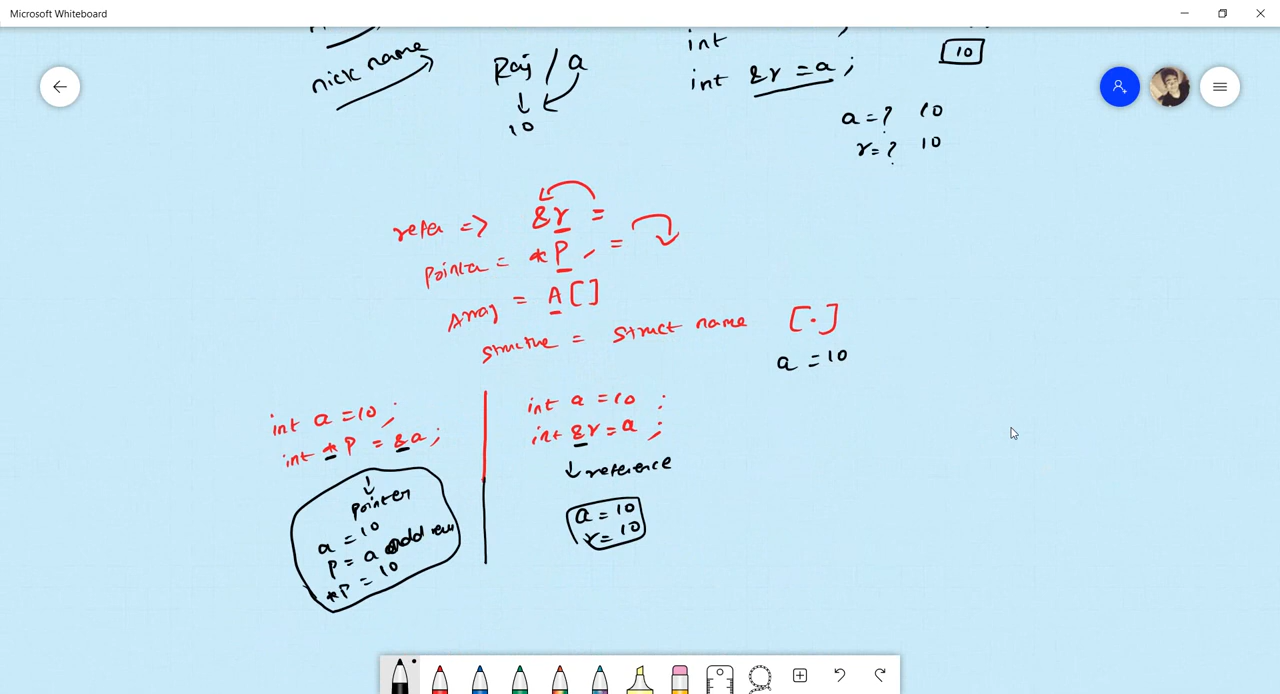 Microsoft Whiteboard
nick name
Raj / a
10
int
int &r = a ;
10
a = ? 10
r = ? 10
refer => &r =
Pointer = *P, =
Array = A[]
structure = struct name [.]
a = 10
int a = 10 ;
int *P = &a ;
pointer
a = 10
P = a address
*P = 10
int a = 10 ;
int &r = a ;
reference
a = 10
r = 10